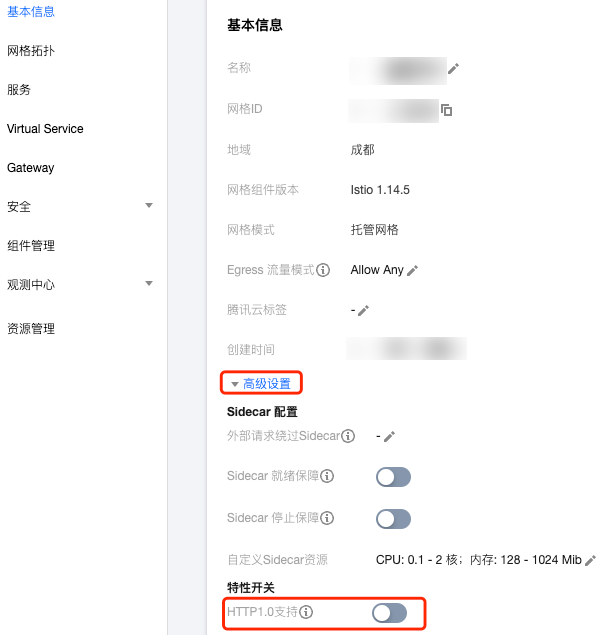 基本信息
网格拓扑
服务
Virtual Service
Gateway
安全
组件管理
观测中心
资源管理
基本信息
名称
网格ID
地域 成都
网格组件版本 Istio 1.14.5
网格模式 托管网格
Egress 流量模式 Allow Any
腾讯云标签 -
创建时间
高级设置
Sidecar 配置
外部请求绕过Sidecar -
Sidecar 就绪保障
Sidecar 停止保障
自定义Sidecar资源 CPU: 0.1 - 2 核；内存: 128 - 1024 Mib
特性开关
HTTP1.0支持